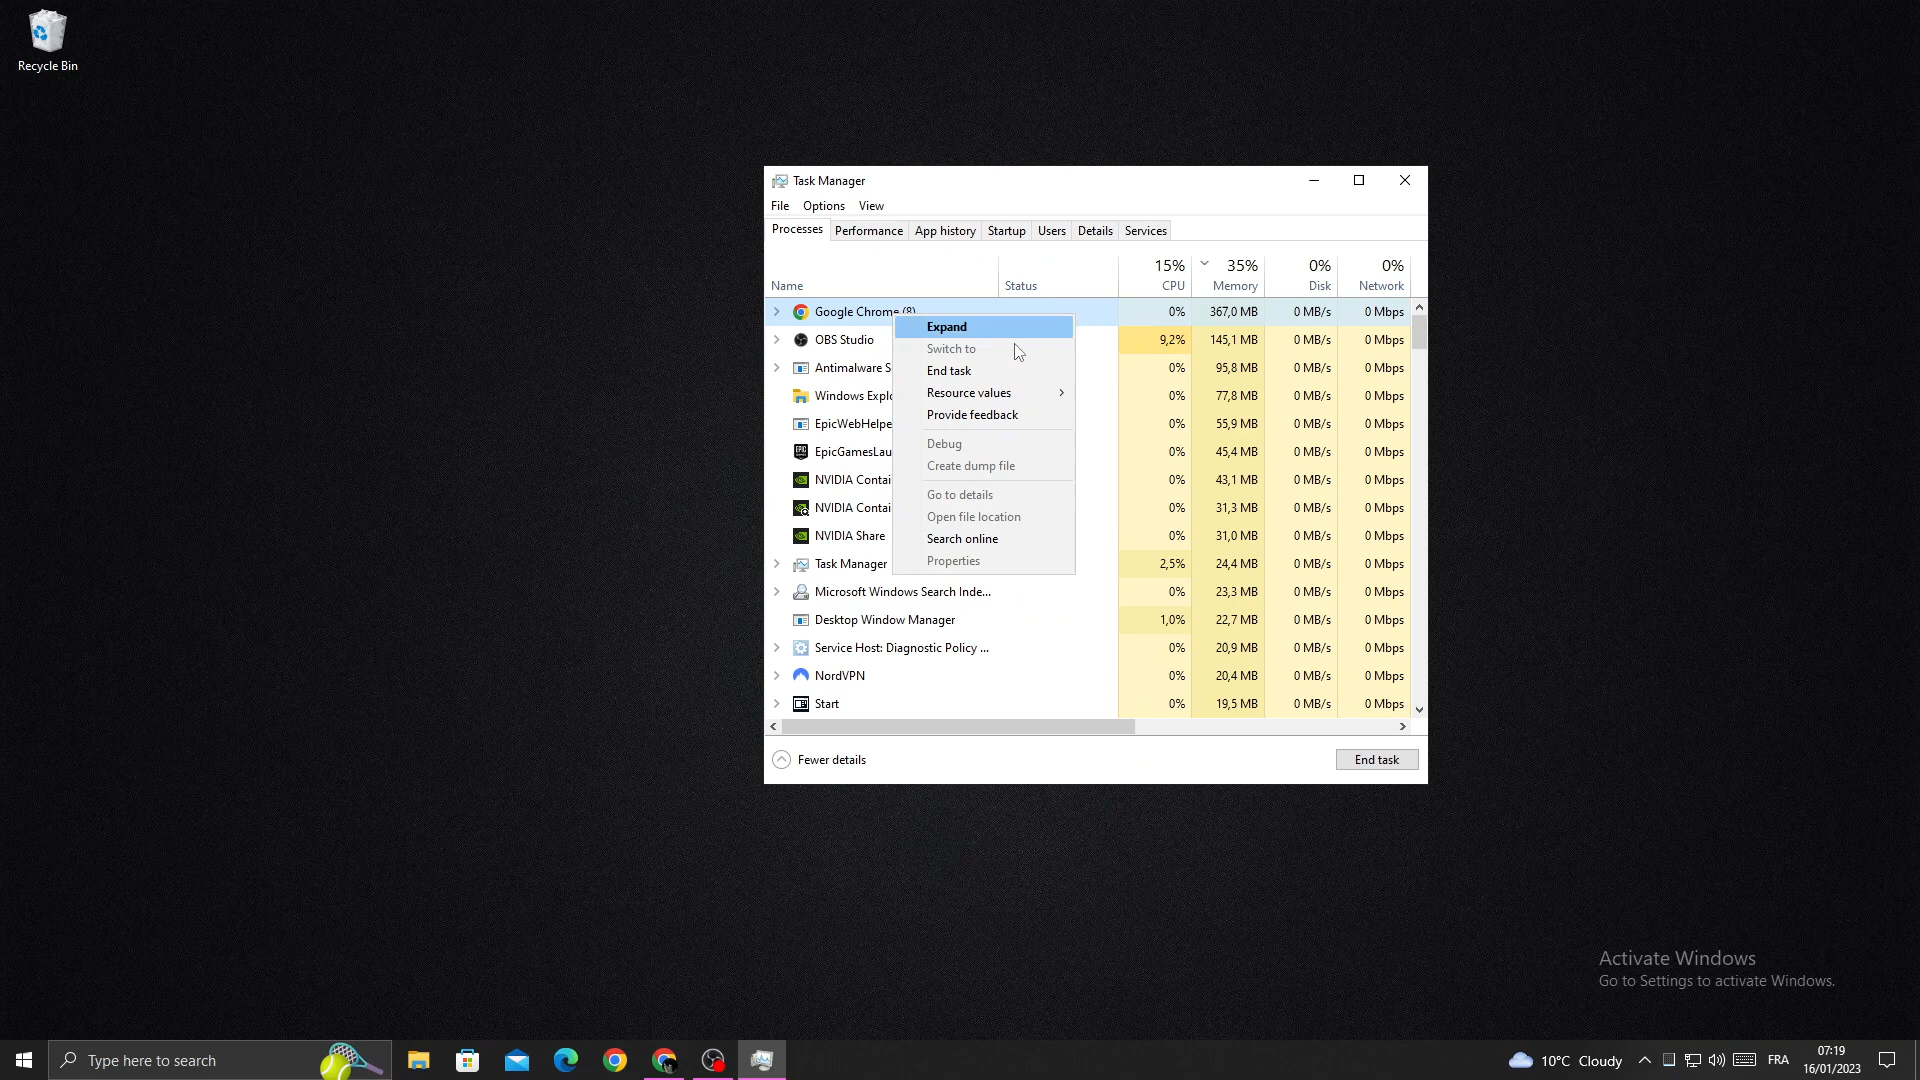 Recycle Bin
Task Manager
File Options View
Processes Performance App history Startup Users Details Services
15% 35% 0% 0%
Name Status CPU Memory Disk Network
Google Chrome (8) 0% 367,0 MB 0 MB/s 0 Mbps
OBS Studio 9,2% 145,1 MB 0 MB/s 0 Mbps
Antimalware S 0% 95,8 MB 0 MB/s 0 Mbps
Windows Explo 0% 77,8 MB 0 MB/s 0 Mbps
EpicWebHelpe 0% 55,9 MB 0 MB/s 0 Mbps
EpicGamesLau 0% 45,4 MB 0 MB/s 0 Mbps
NVIDIA Contai 0% 43,1 MB 0 MB/s 0 Mbps
NVIDIA Contai 0% 31,3 MB 0 MB/s 0 Mbps
NVIDIA Share 0% 31,0 MB 0 MB/s 0 Mbps
Task Manager 2,5% 24,4 MB 0 MB/s 0 Mbps
Microsoft Windows Search Inde... 0% 23,3 MB 0 MB/s 0 Mbps
Desktop Window Manager 1,0% 22,7 MB 0 MB/s 0 Mbps
Service Host: Diagnostic Policy ... 0% 20,9 MB 0 MB/s 0 Mbps
NordVPN 0% 20,4 MB 0 MB/s 0 Mbps
Start 0% 19,5 MB 0 MB/s 0 Mbps
Expand
Switch to
End task
Resource values
Provide feedback
Debug
Create dump file
Go to details
Open file location
Search online
Properties
Fewer details
End task
Activate Windows
Go to Settings to activate Windows.
Type here to search
10°C Cloudy
FRA
07:19
16/01/2023